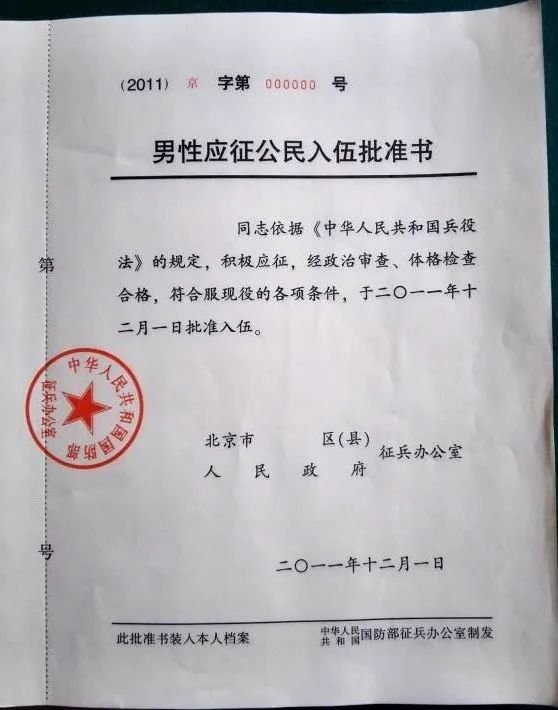 (2011) 京 字第 000000 号
男性应征公民入伍批准书
同志依据《中华人民共和国兵役
法》的规定，积极应征，经政治审查、体格检查
合格，符合服现役的各项条件，于二〇一一年十
二月一日批准入伍。
第
号
中华人民共和国国防部
征兵办公室
北京市 区(县) 征兵办公室
人民政府
二〇一一年十二月一日
此批准书装入本人档案
中华人民共和国国防部征兵办公室制发